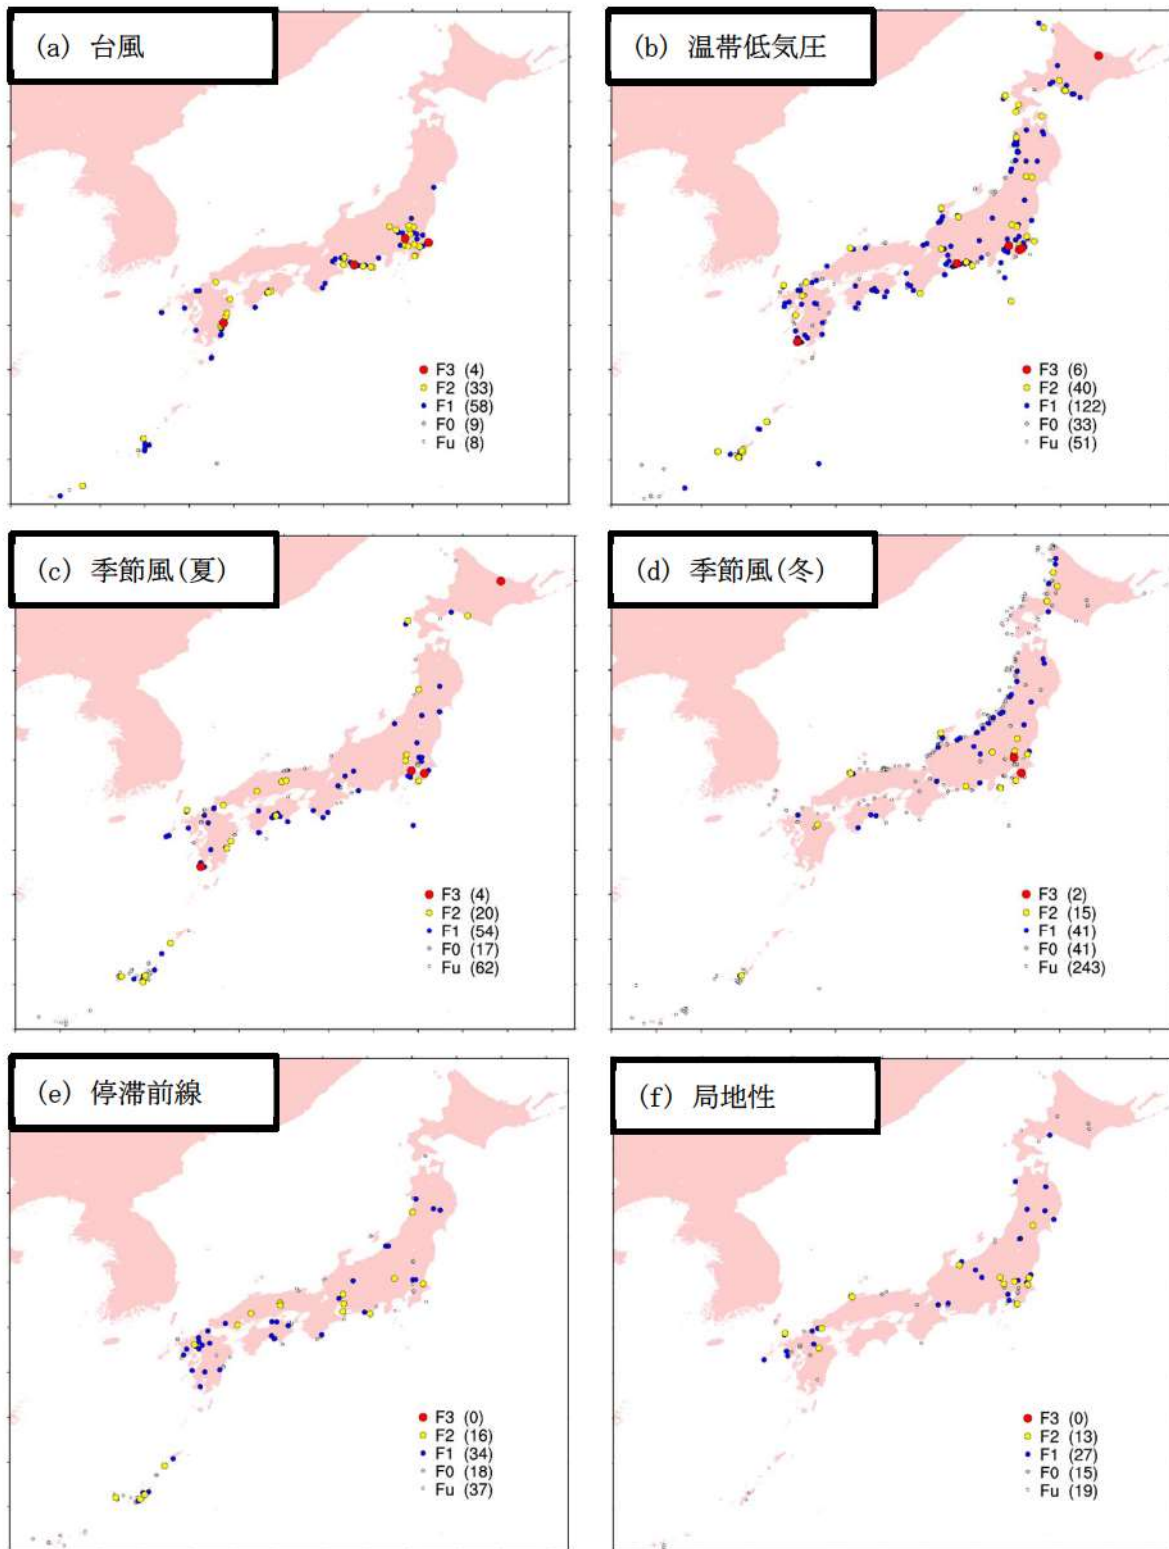 (a) 台風
F3 (4)
F2 (33)
F1 (58)
F0 (9)
Fu (8)
(b) 温帯低気圧
F3 (6)
F2 (40)
F1 (122)
F0 (33)
Fu (51)
(c) 季節風(夏)
F3 (4)
F2 (20)
F1 (54)
F0 (17)
Fu (62)
(d) 季節風(冬)
F3 (2)
F2 (15)
F1 (41)
F0 (41)
Fu (243)
(e) 停滞前線
F3 (0)
F2 (16)
F1 (34)
F0 (18)
Fu (37)
(f) 局地性
F3 (0)
F2 (13)
F1 (27)
F0 (15)
Fu (19)